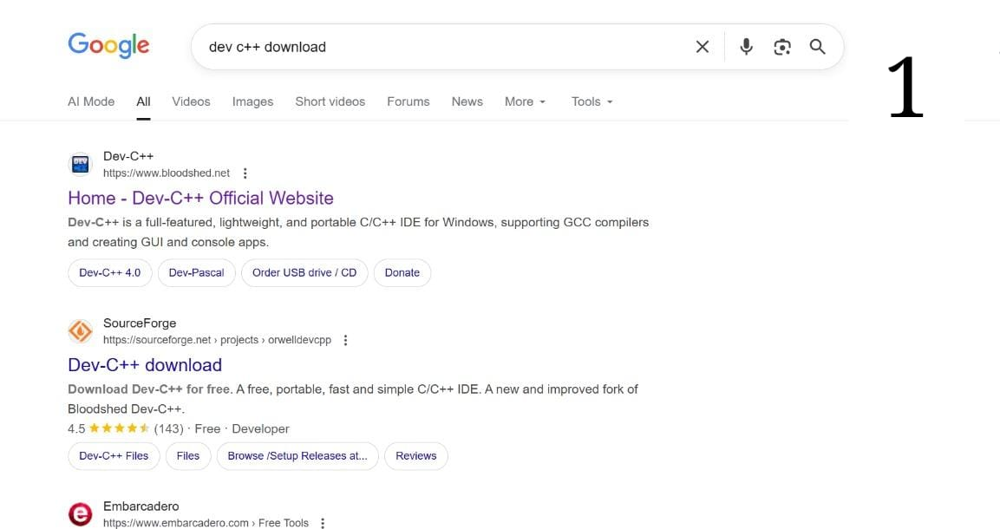 Google
dev c++ download
1
AI Mode All Videos Images Short videos Forums News More Tools
Dev-C++
https://www.bloodshed.net
Home - Dev-C++ Official Website
Dev-C++ is a full-featured, lightweight, and portable C/C++ IDE for Windows, supporting GCC compilers
and creating GUI and console apps.
Dev-C++ 4.0 Dev-Pascal Order USB drive / CD Donate
SourceForge
https://sourceforge.net › projects › orwelldevcpp
Dev-C++ download
Download Dev-C++ for free. A free, portable, fast and simple C/C++ IDE. A new and improved fork of
Bloodshed Dev-C++.
4.5 (143) · Free · Developer
Dev-C++ Files Files Browse /Setup Releases at... Reviews
Embarcadero
https://www.embarcadero.com › Free Tools